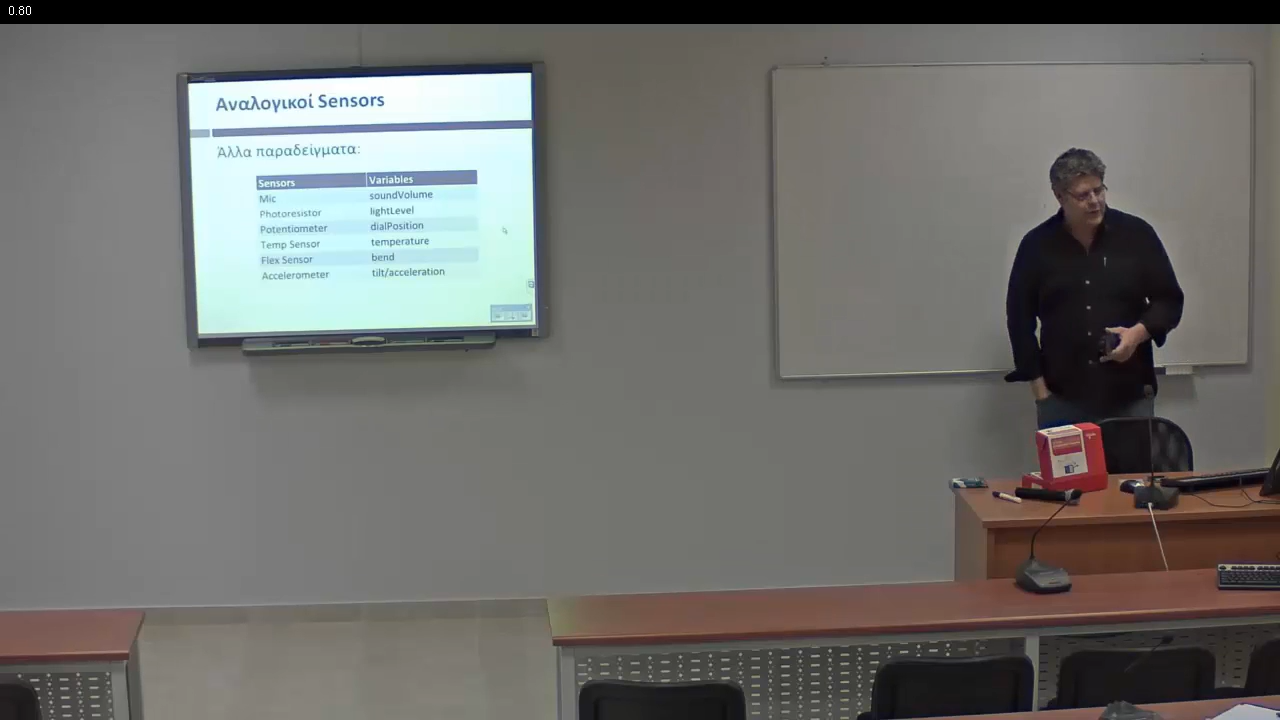 0.80
Αναλογικοί Sensors
Άλλα παραδείγματα:
Sensors Variables
Mic soundVolume
Photoresistor lightLevel
Potentiometer dialPosition
Temp Sensor temperature
Flex Sensor bend
Accelerometer tilt/acceleration